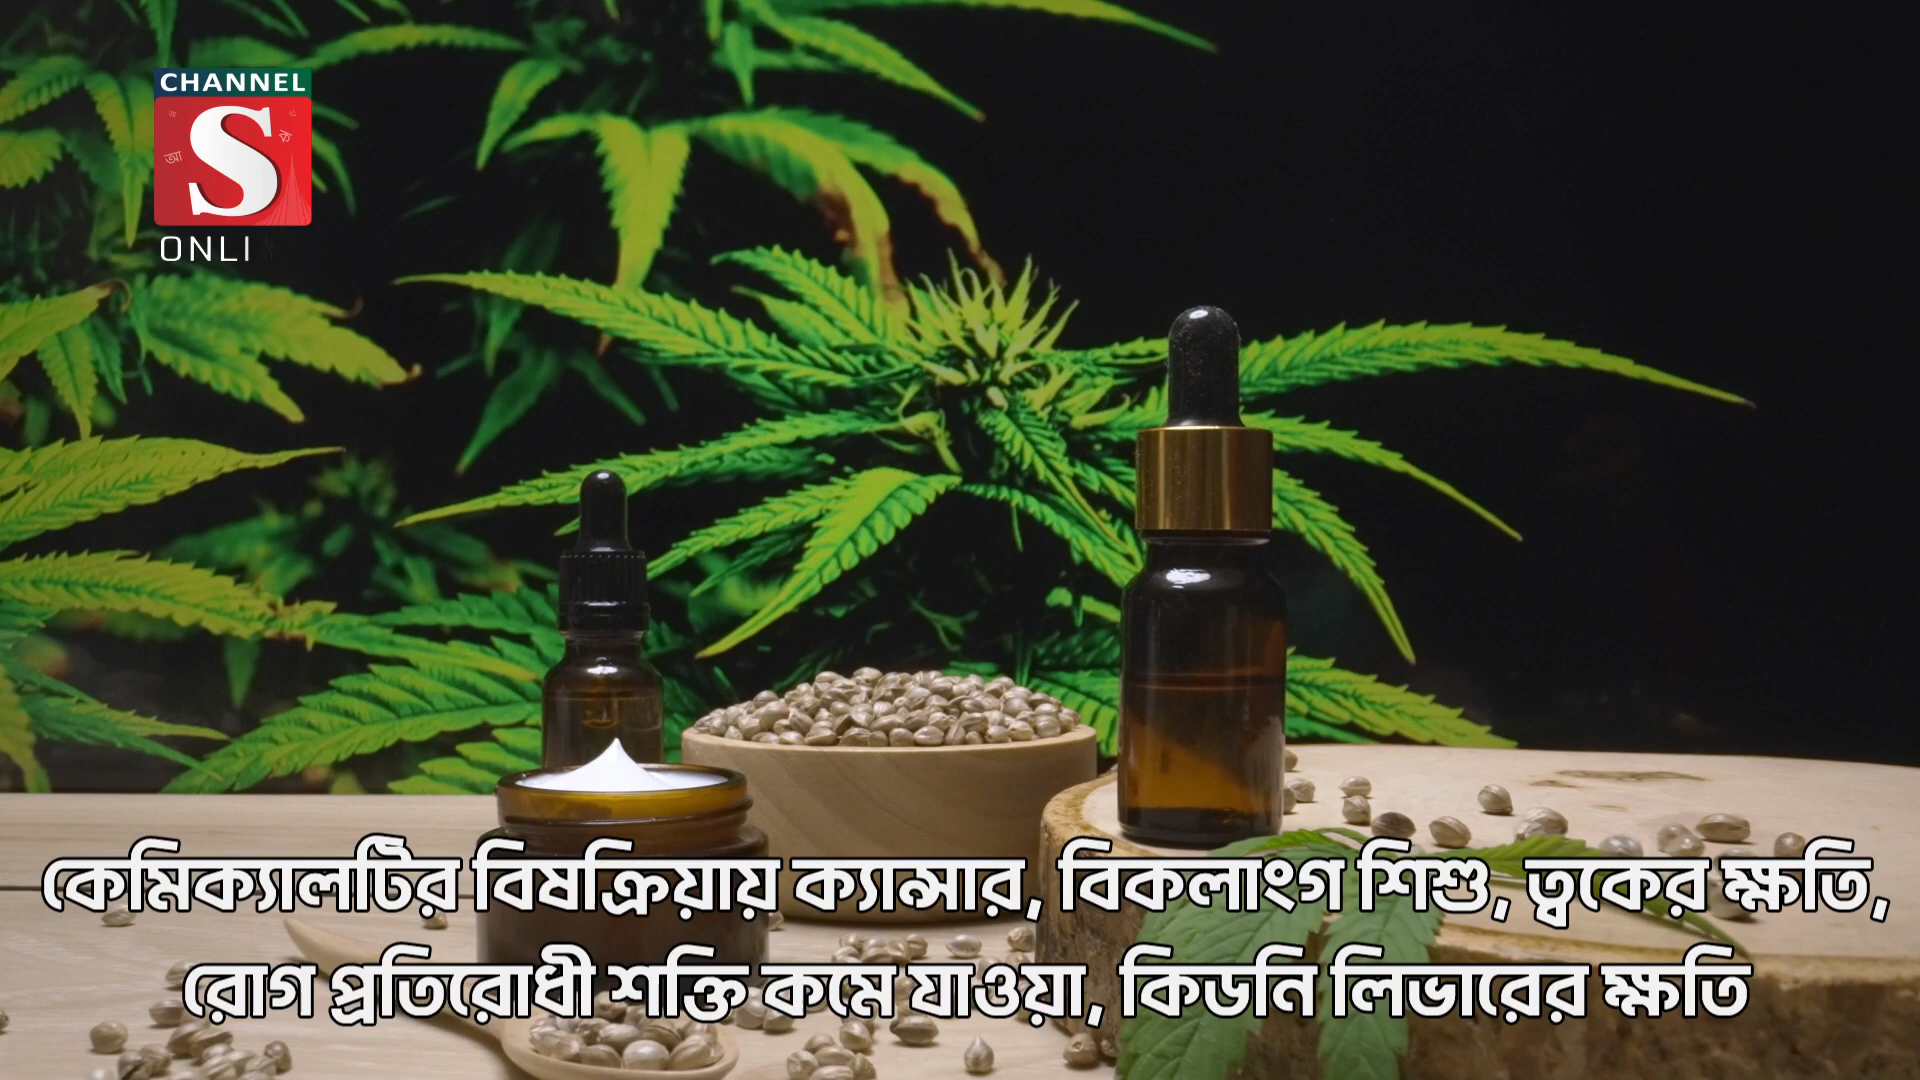 CHANNEL
S
ONLI
কেমিক্যালটির বিষক্রিয়ায় ক্যান্সার, বিকলাংগ শিশু, ত্বকের ক্ষতি,
রোগ প্রতিরোধী শক্তি কমে যাওয়া, কিডনি লিভারের ক্ষতি